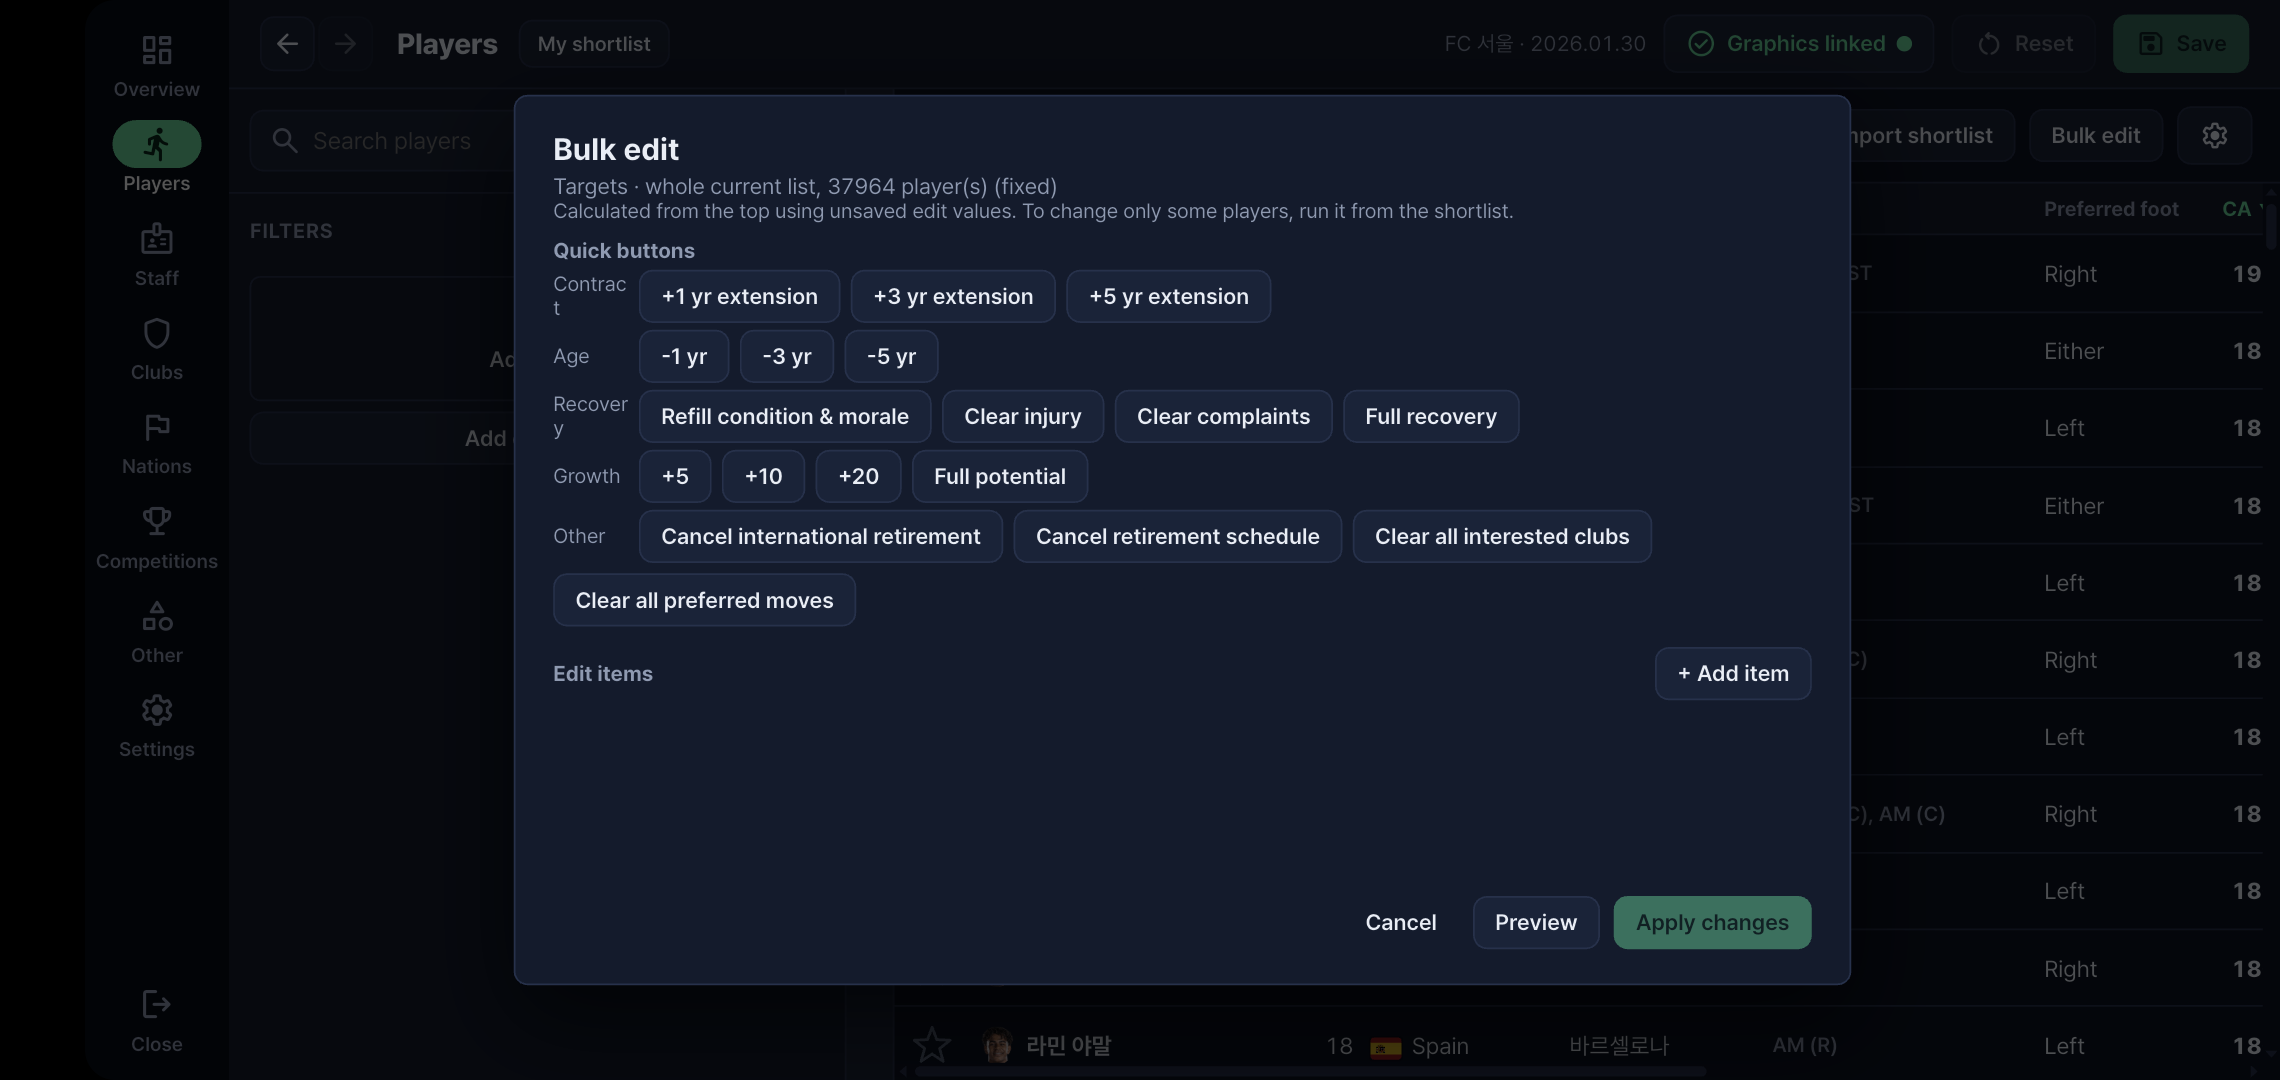 Overview
Players
Staff
Clubs
Nations
Competitions
Other
Settings
Close
Players
My shortlist
FC 서울 · 2026.01.30
Graphics linked
Reset
Save
Search players
FILTERS
Add
mport shortlist
Bulk edit
Bulk edit
Targets · whole current list, 37964 player(s) (fixed)
Calculated from the top using unsaved edit values. To change only some players, run it from the shortlist.
Quick buttons
Contrac
t
+1 yr extension
+3 yr extension
+5 yr extension
Age
-1 yr
-3 yr
-5 yr
Recover
y
Refill condition & morale
Clear injury
Clear complaints
Full recovery
Growth
+5
+10
+20
Full potential
Other
Cancel international retirement
Cancel retirement schedule
Clear all interested clubs
Clear all preferred moves
Edit items
+ Add item
Cancel
Preview
Apply changes
Preferred foot CA
ST Right 19
Either 18
Left 18
ST Either 18
Left 18
C) Right 18
Left 18
C), AM (C) Right 18
Left 18
Right 18
라민 야말 18 Spain 바르셀로나 AM (R) Left 18